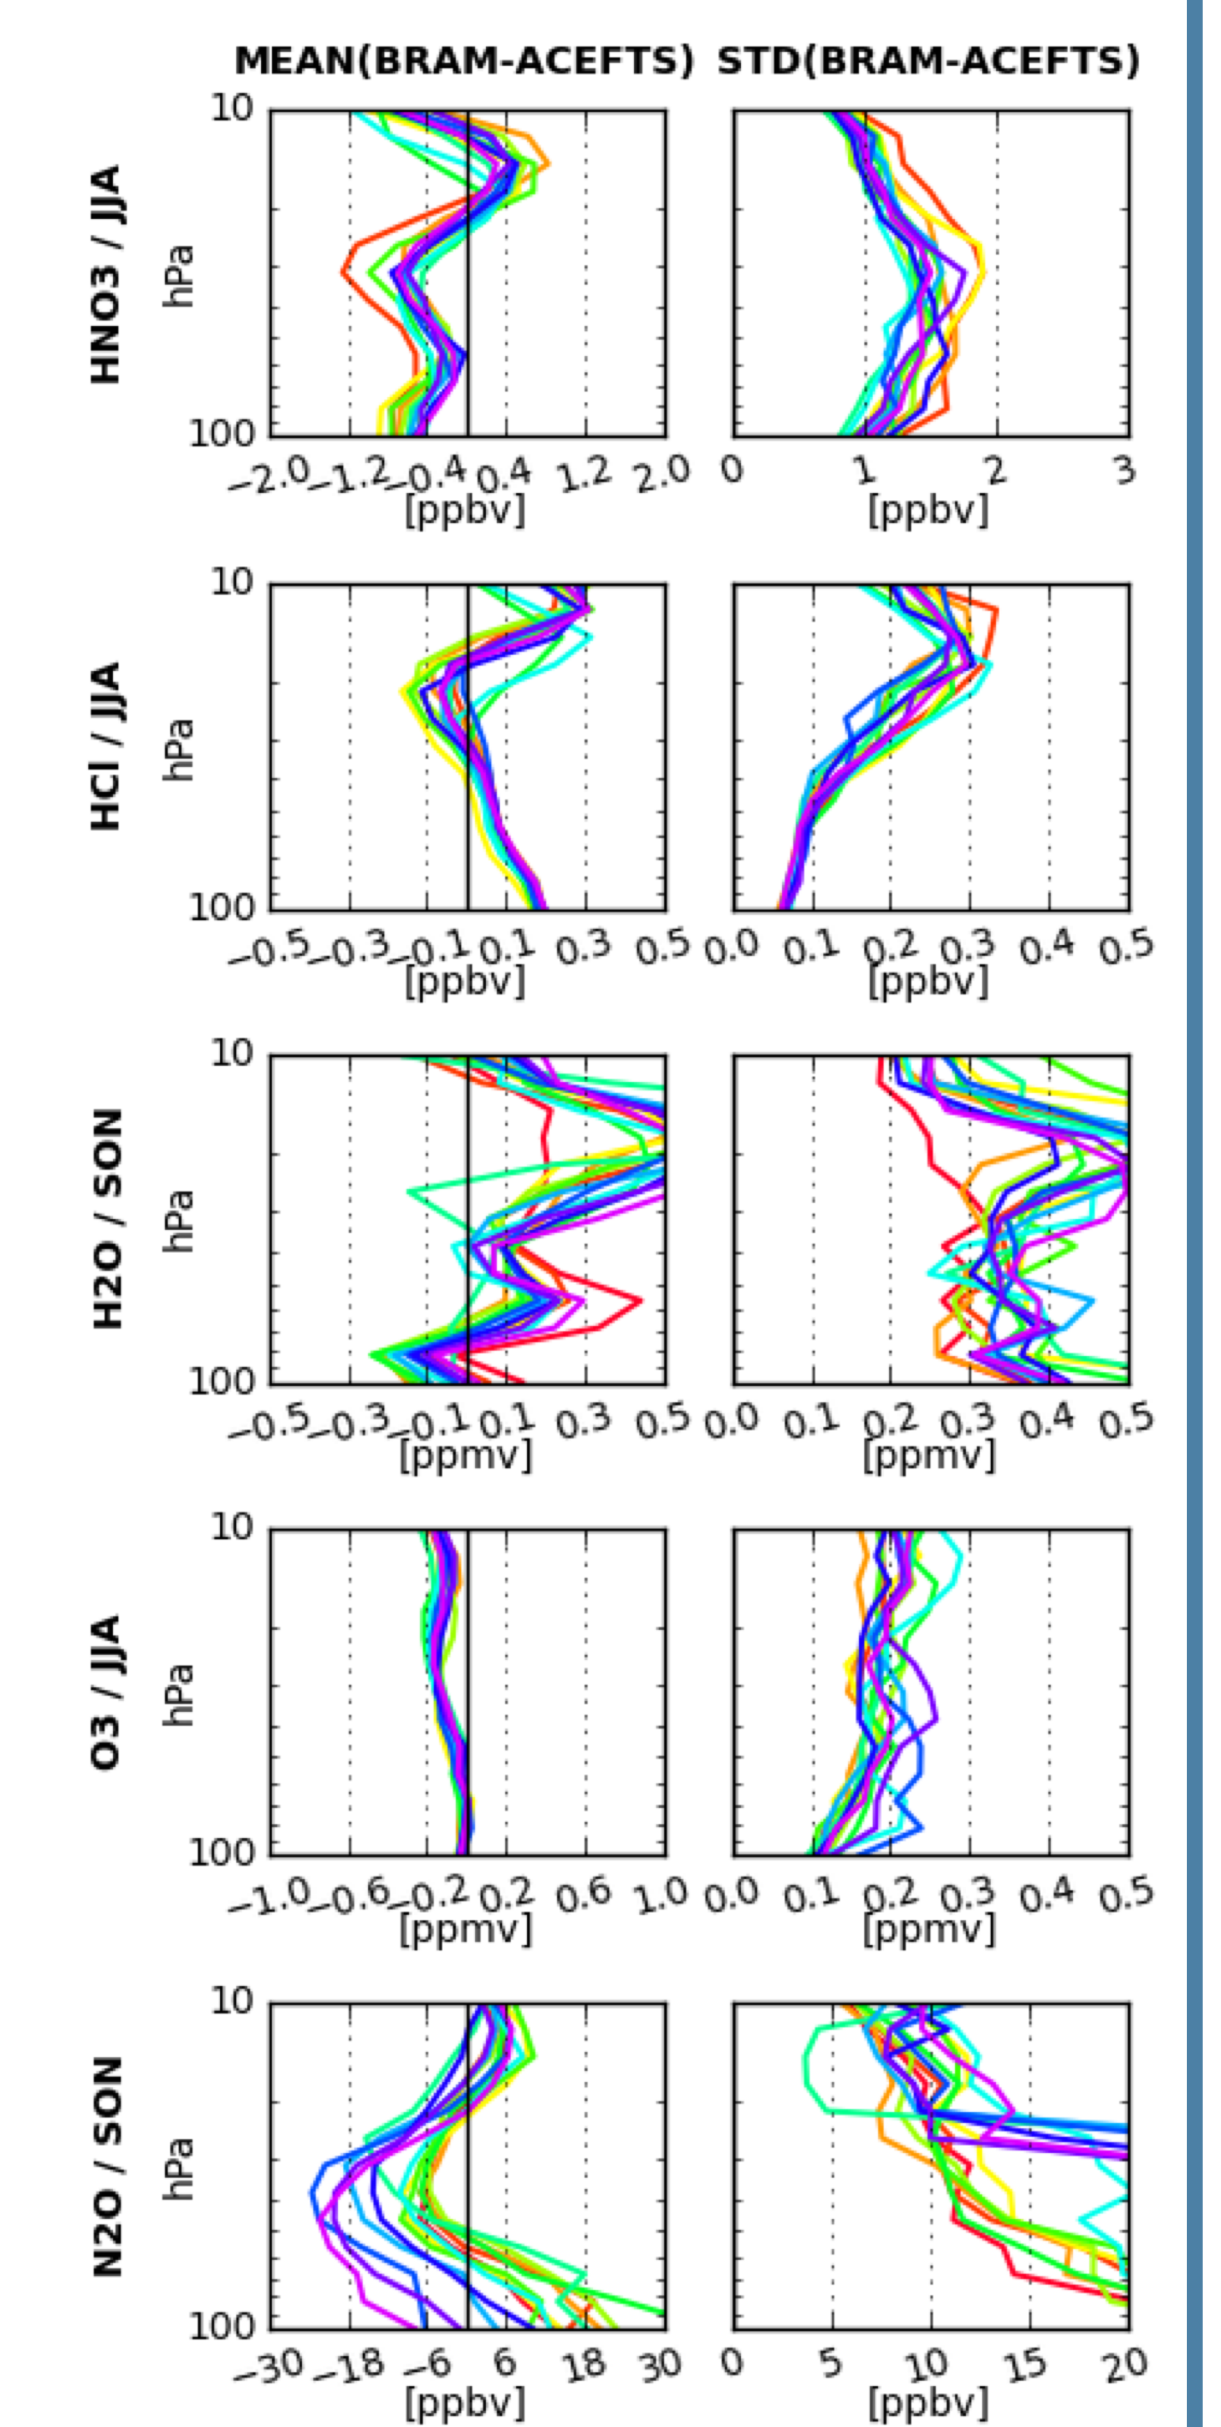 MEAN(BRAM-ACEFTS) STD(BRAM-ACEFTS)
HNO3 / JJA
hPa
10
100
−2.0 −1.2 −0.4 0.4 1.2 2.0
[ppbv]
0 1 2 3
[ppbv]
HCl / JJA
hPa
10
100
−0.5 −0.3 −0.1 0.1 0.3 0.5
[ppbv]
0.0 0.1 0.2 0.3 0.4 0.5
[ppbv]
H2O / SON
hPa
10
100
−0.5 −0.3 −0.1 0.1 0.3 0.5
[ppmv]
0.0 0.1 0.2 0.3 0.4 0.5
[ppmv]
O3 / JJA
hPa
10
100
−1.0 −0.6 −0.2 0.2 0.6 1.0
[ppmv]
0.0 0.1 0.2 0.3 0.4 0.5
[ppmv]
N2O / SON
hPa
10
100
−30 −18 −6 6 18 30
[ppbv]
0 5 10 15 20
[ppbv]